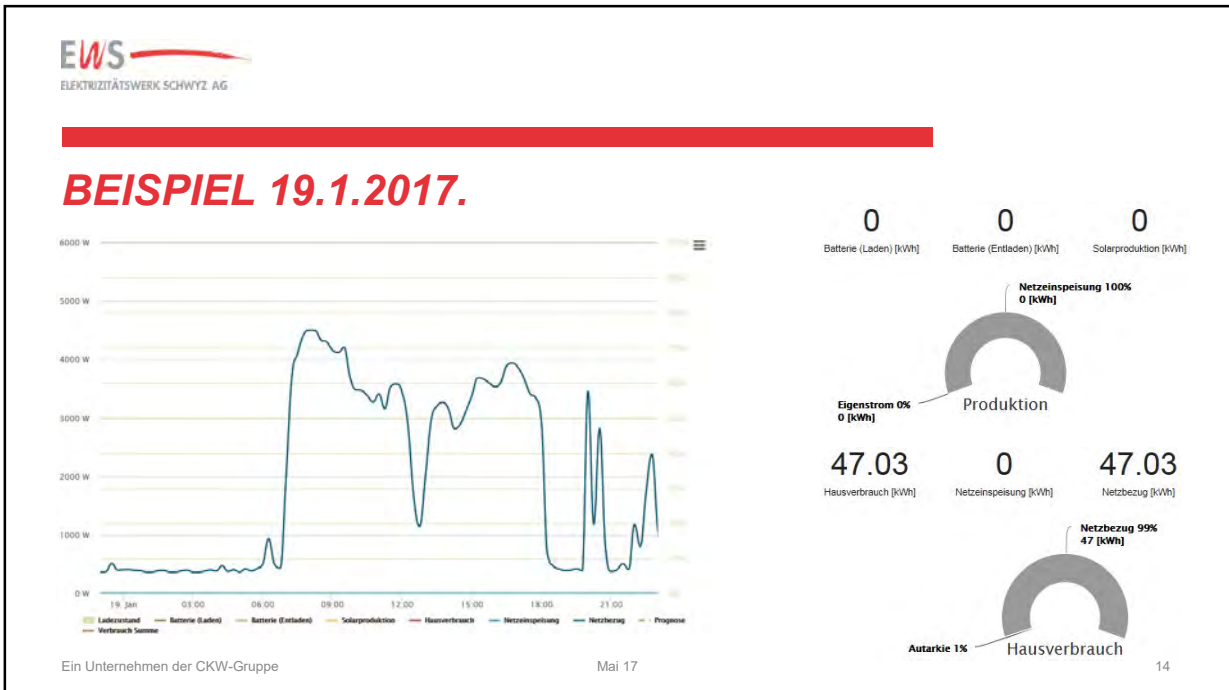 EWS
ELEKTRIZITÄTSWERK SCHWYZ AG
BEISPIEL 19.1.2017.
6000 W
5000 W
4000 W
3000 W
2000 W
1000 W
0 W
19. Jan 03:00 06:00 09:00 12:00 15:00 18:00 21:00
Ladezustand Batterie (Laden) Batterie (Entladen) Solarproduktion Hausverbrauch Netzeinspeisung Netzbezug Prognose
Verbrauch Summe
0 0 0
Batterie (Laden) [kWh] Batterie (Entladen) [kWh] Solarproduktion [kWh]
Netzeinspeisung 100%
0 [kWh]
Eigenstrom 0%
0 [kWh]
Produktion
47.03 0 47.03
Hausverbrauch [kWh] Netzeinspeisung [kWh] Netzbezug [kWh]
Netzbezug 99%
47 [kWh]
Autarkie 1%
Hausverbrauch
Ein Unternehmen der CKW-Gruppe Mai 17 14